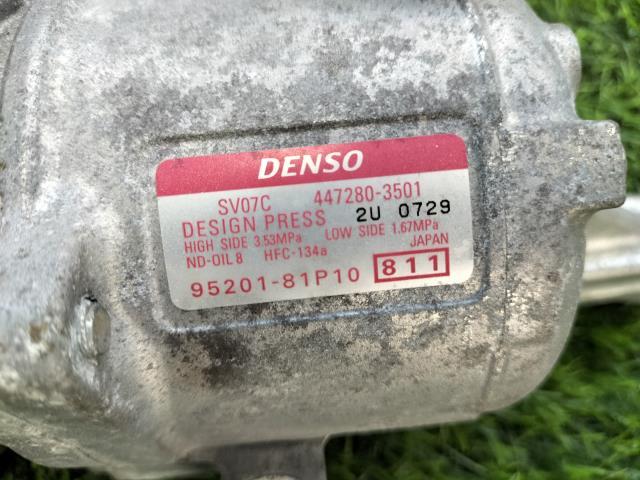 DENSO
SV07C 447280-3501
DESIGN PRESS 2U 0729
HIGH SIDE 3.53MPa LOW SIDE 1.67MPa
ND-OIL 8 HFC-134a JAPAN
95201-81P10 811